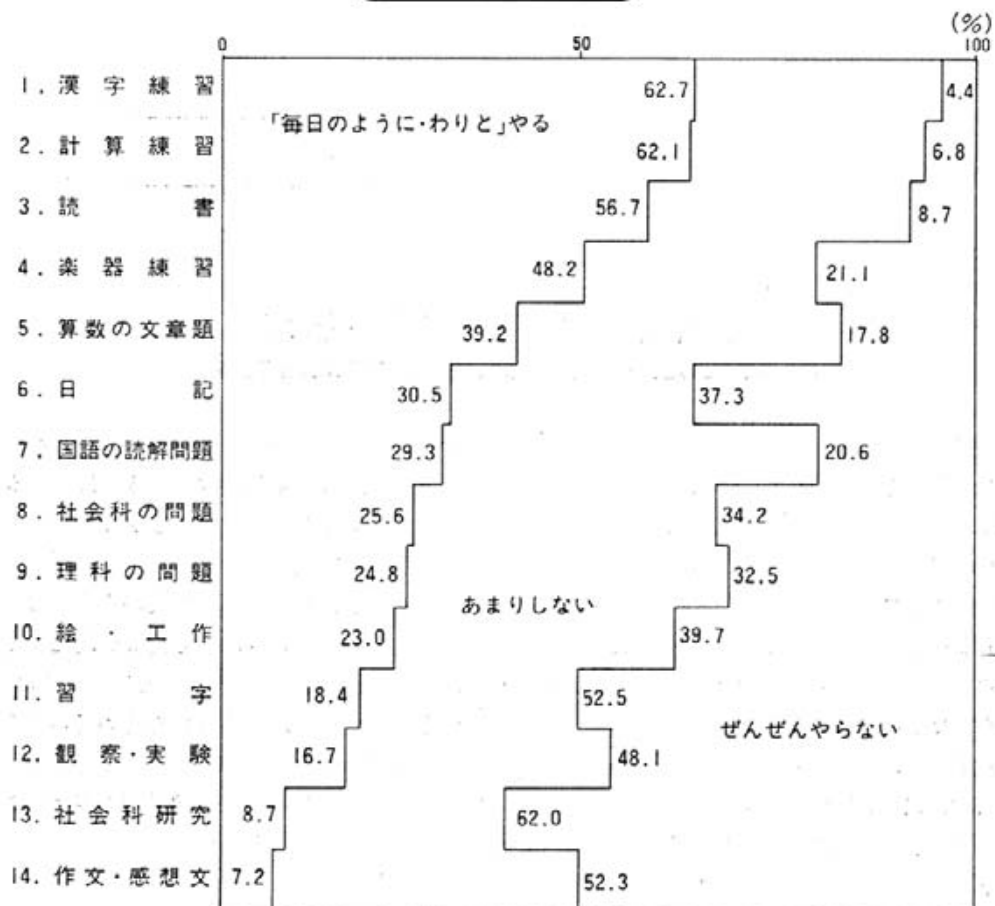 (%)
0 50 100
1. 漢字練習 62.7 4.4
「毎日のように・わりと」やる
2. 計算練習 62.1 6.8
3. 読書 56.7 8.7
4. 楽器練習 48.2 21.1
5. 算数の文章題 39.2 17.8
6. 日記 30.5 37.3
7. 国語の読解問題 29.3 20.6
8. 社会科の問題 25.6 34.2
9. 理科の問題 24.8 32.5
あまりしない
10. 絵・工作 23.0 39.7
11. 習字 18.4 52.5
ぜんぜんやらない
12. 観察・実験 16.7 48.1
13. 社会科研究 8.7 62.0
14. 作文・感想文 7.2 52.3